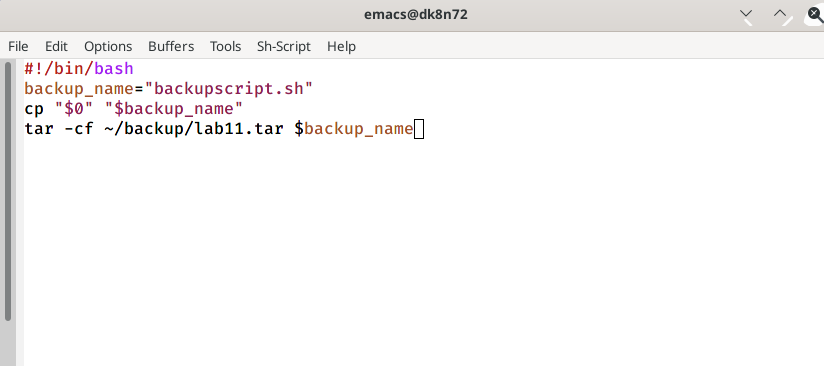 emacs@dk8n72
File Edit Options Buffers Tools Sh-Script Help
#!/bin/bash
backup_name="backupscript.sh"
cp "$0" "$backup_name"
tar -cf ~/backup/lab11.tar $backup_name